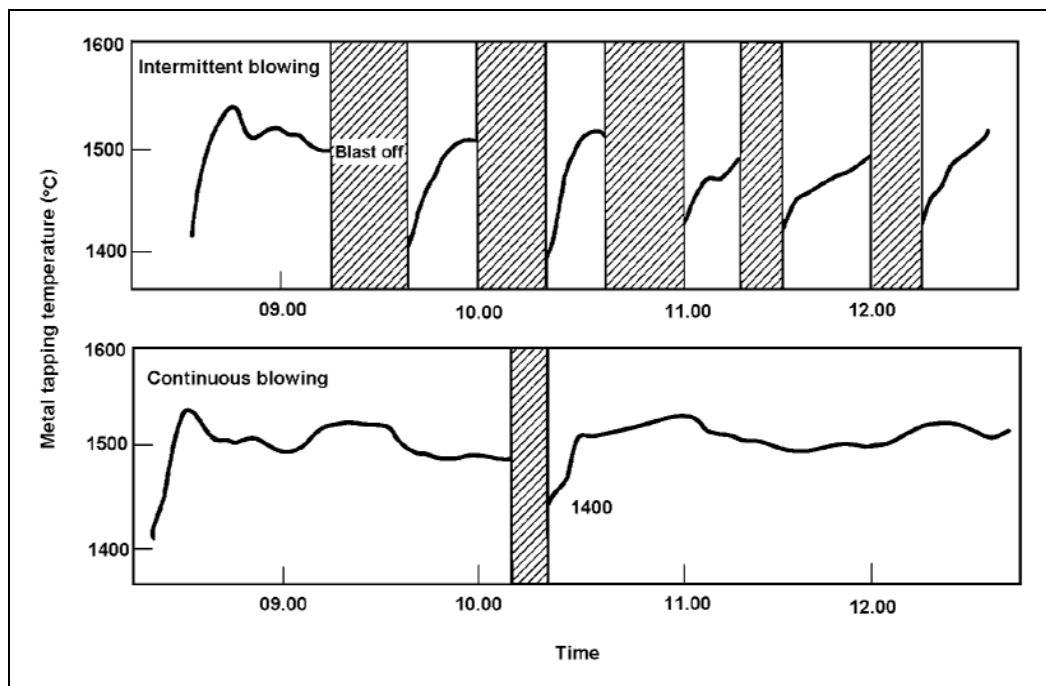 1600
Intermittent blowing
1500
Blast off
1400
09.00 10.00 11.00 12.00
Metal tapping temperature (°C)
1600
Continuous blowing
1500
1400
1400
09.00 10.00 11.00 12.00
Time